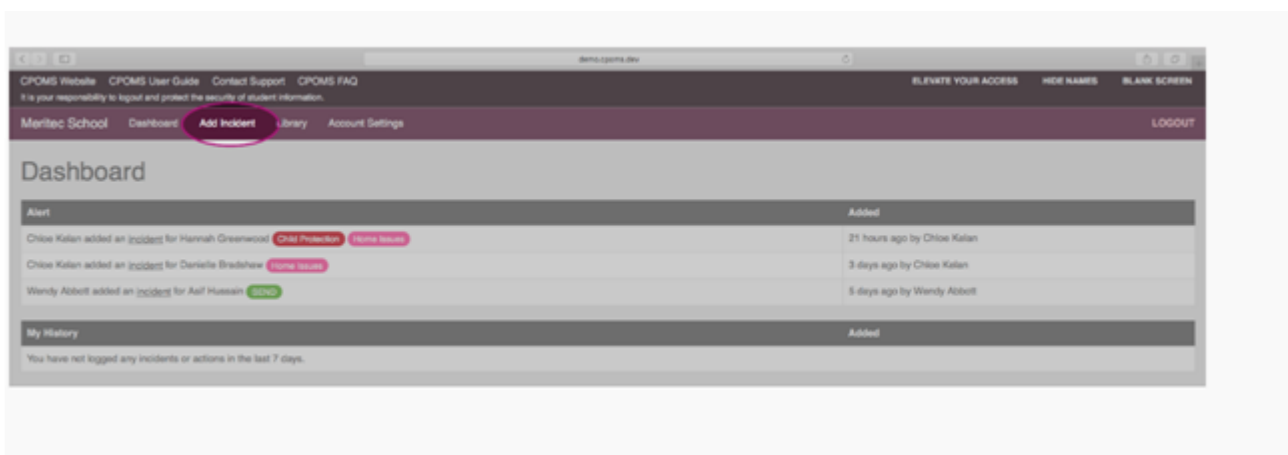 demo.cpoms.dev
CPOMS Website CPOMS User Guide Contact Support CPOMS FAQ ELEVATE YOUR ACCESS HIDE NAMES BLANK SCREEN
It is your responsibility to logout and protect the security of student information.
Meritec School Dashboard Add Incident Library Account Settings LOGOUT
Dashboard
Alert Added
Chloe Kelan added an incident for Hannah Greenwood Child Protection Home Issues 21 hours ago by Chloe Kelan
Chloe Kelan added an incident for Danielle Bradshaw Home Issues 3 days ago by Chloe Kelan
Wendy Abbott added an incident for Asif Hussain SEND 5 days ago by Wendy Abbott
My History Added
You have not logged any incidents or actions in the last 7 days.